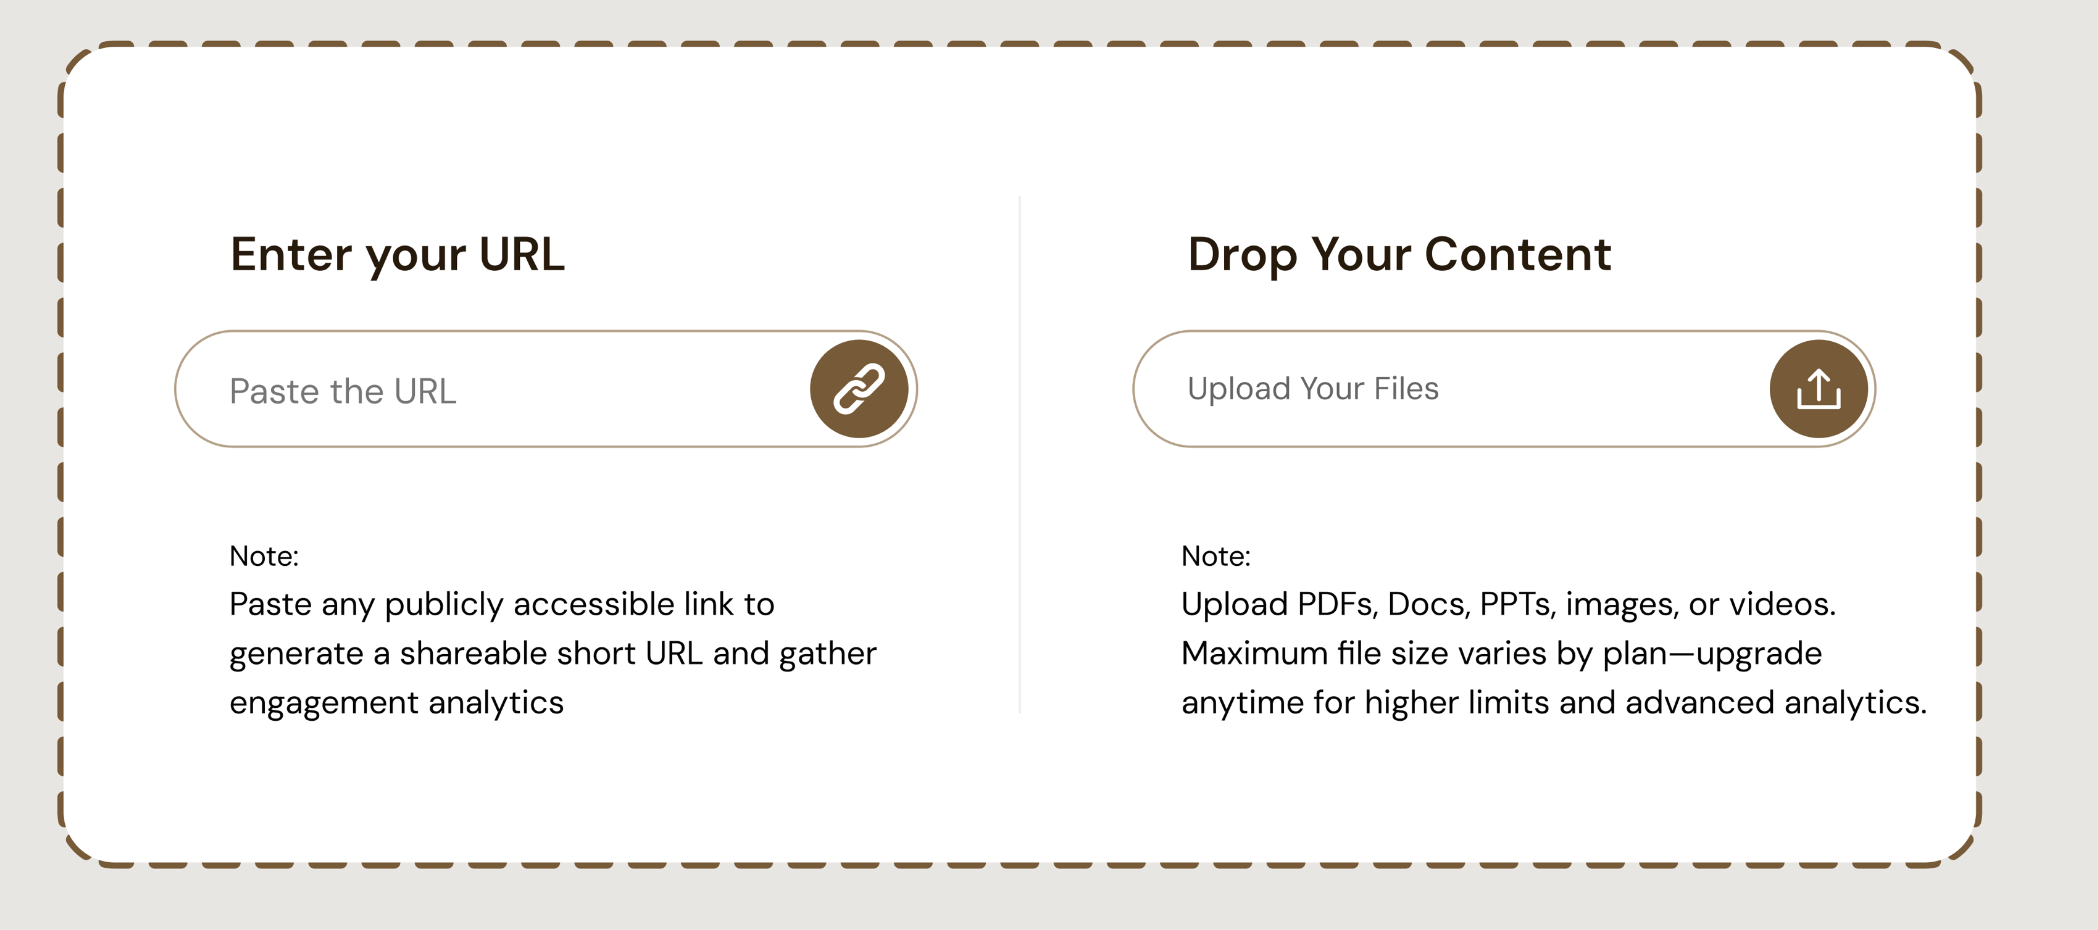 Enter your URL
Paste the URL
Note:
Paste any publicly accessible link to
generate a shareable short URL and gather
engagement analytics
Drop Your Content
Upload Your Files
Note:
Upload PDFs, Docs, PPTs, images, or videos.
Maximum file size varies by plan—upgrade
anytime for higher limits and advanced analytics.